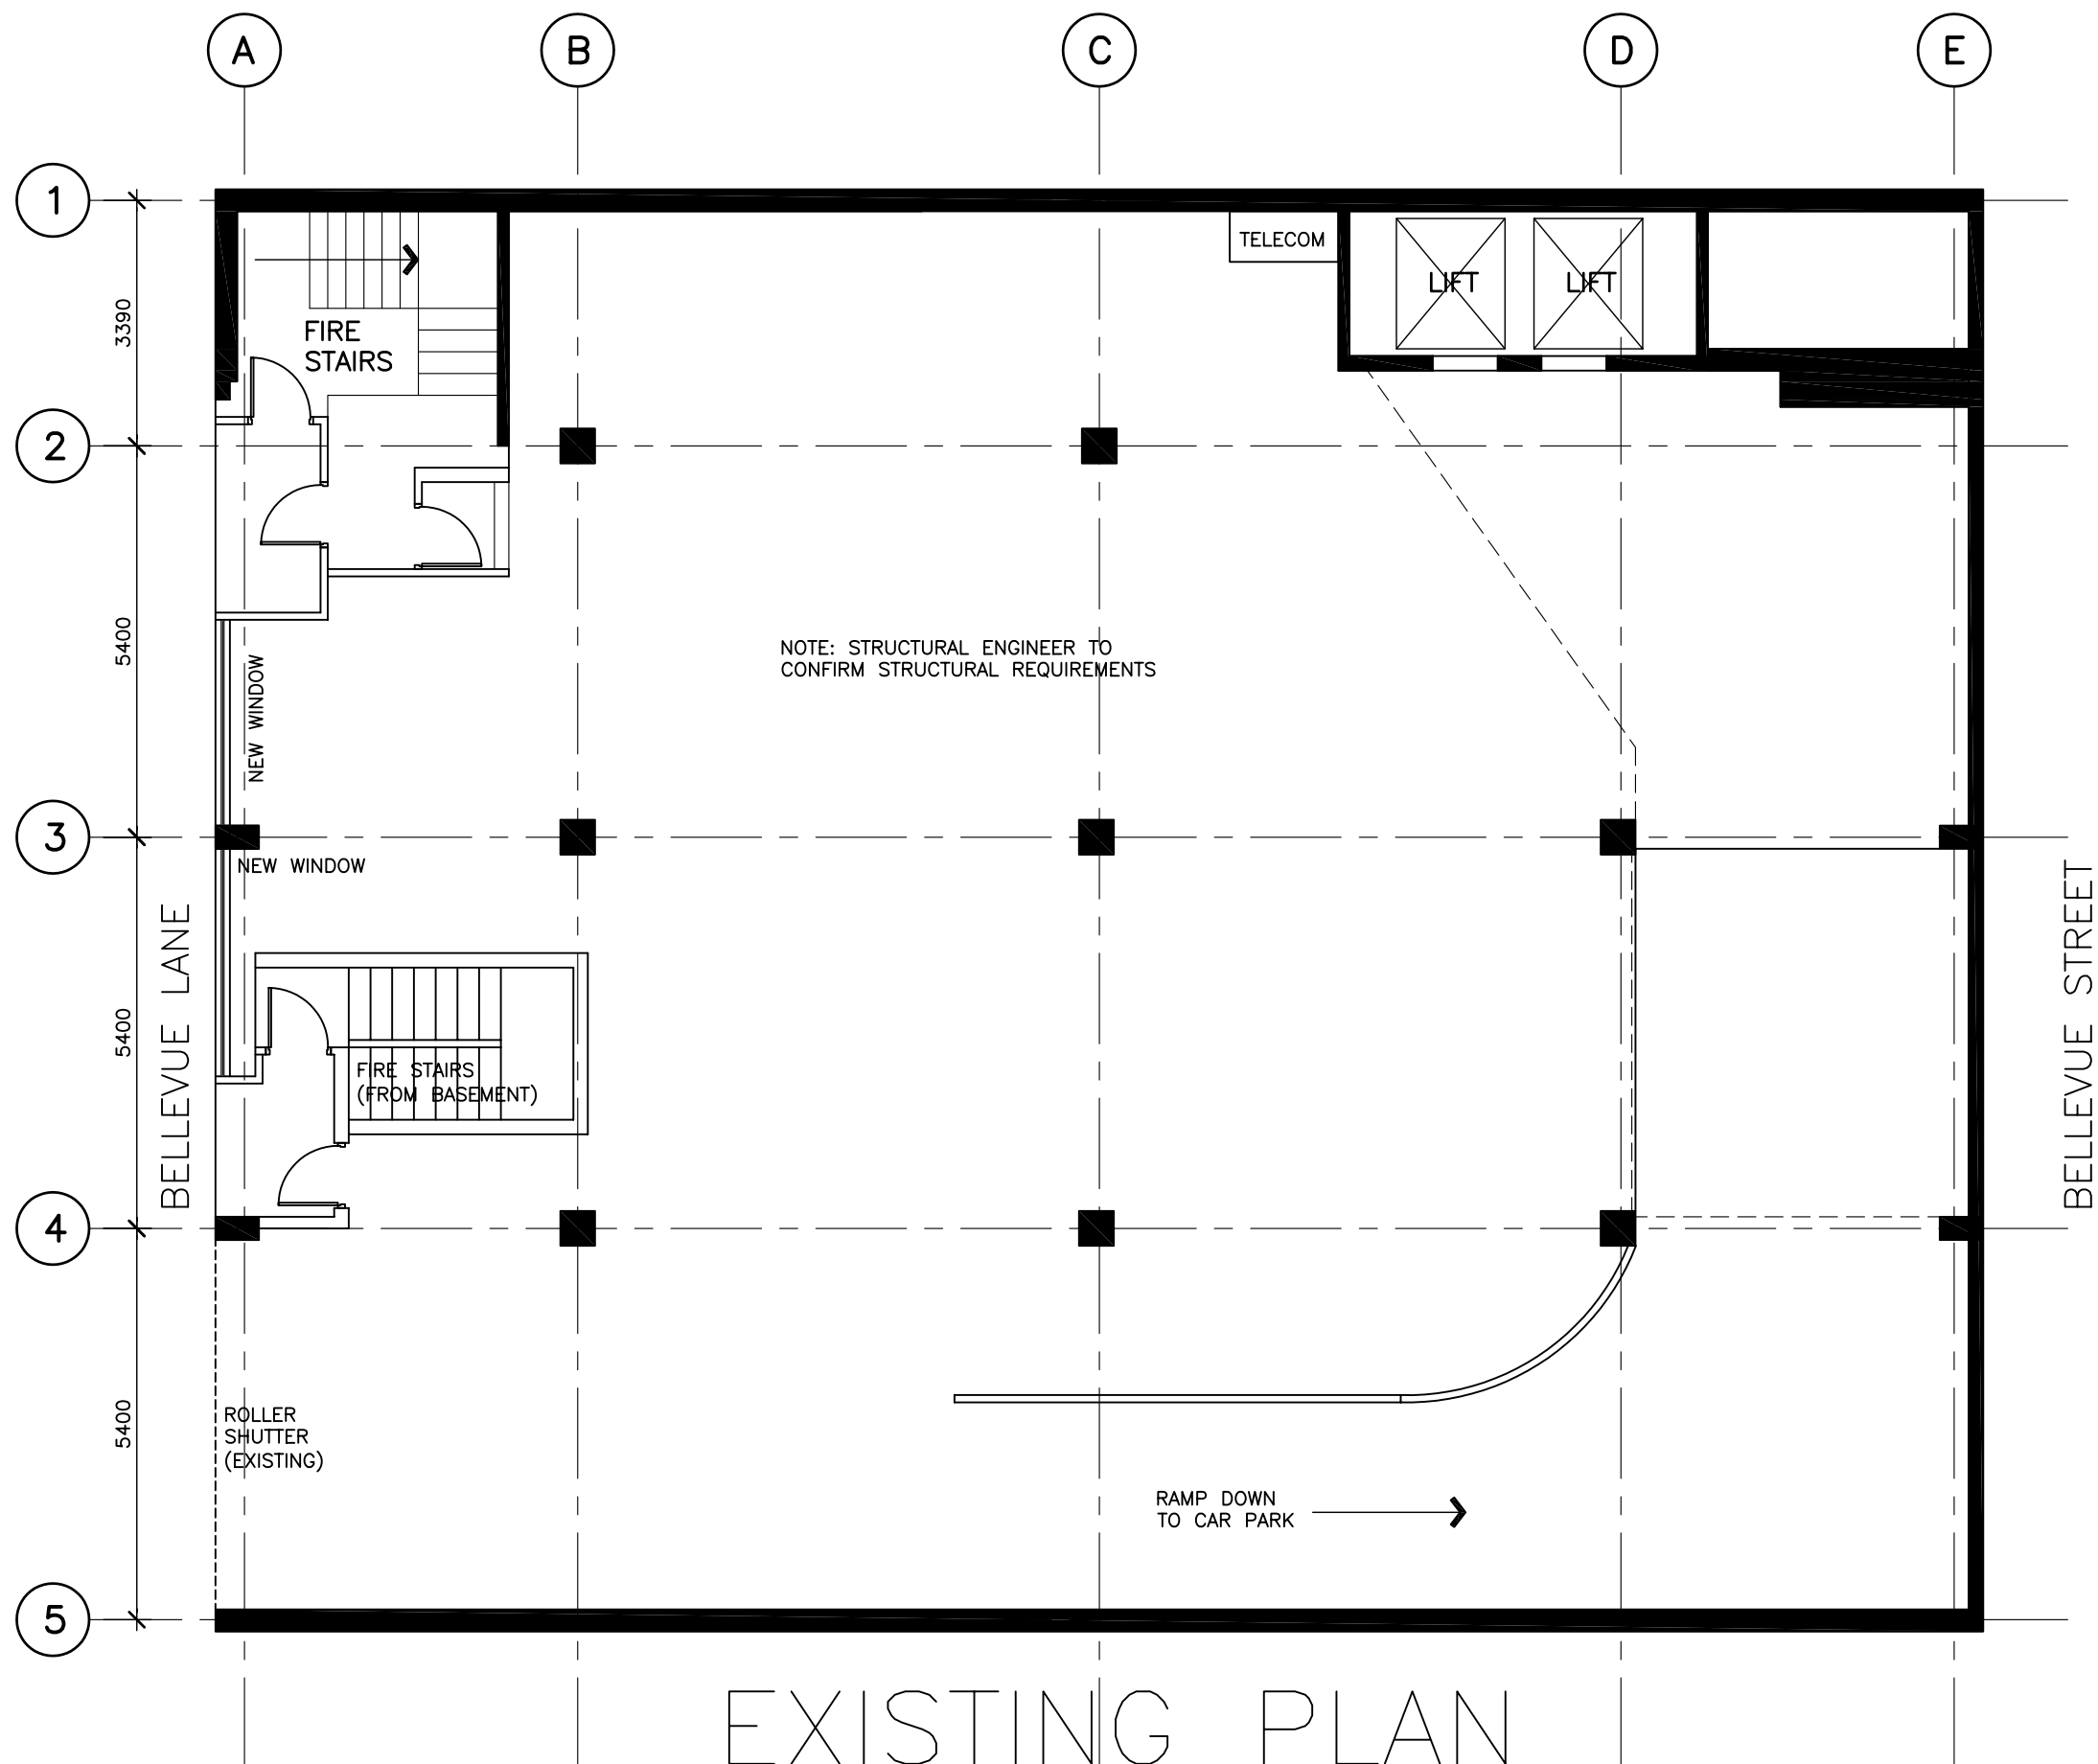 A B C D E
1
TELECOM
LIFT LIFT
3390
FIRE
STAIRS
2
5400
NOTE: STRUCTURAL ENGINEER TO
CONFIRM STRUCTURAL REQUIREMENTS
NEW WINDOW
3
NEW WINDOW
BELLEVUE LANE
BELLEVUE STREET
5400
FIRE STAIRS
(FROM BASEMENT)
4
5400
ROLLER
SHUTTER
(EXISTING)
RAMP DOWN
TO CAR PARK
5
EXISTING PLAN